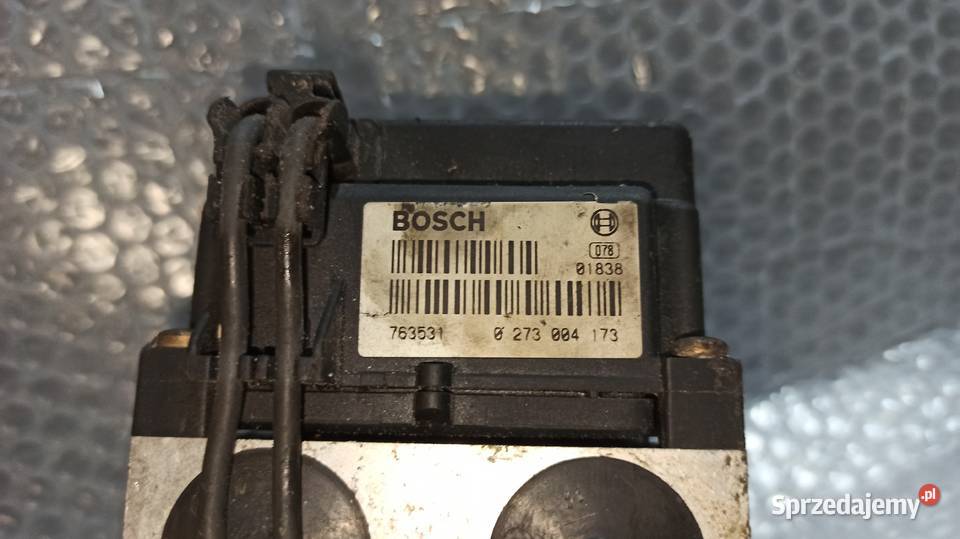 BOSCH
078
01838
763531 0 273 004 173
Sprzedajemy.pl